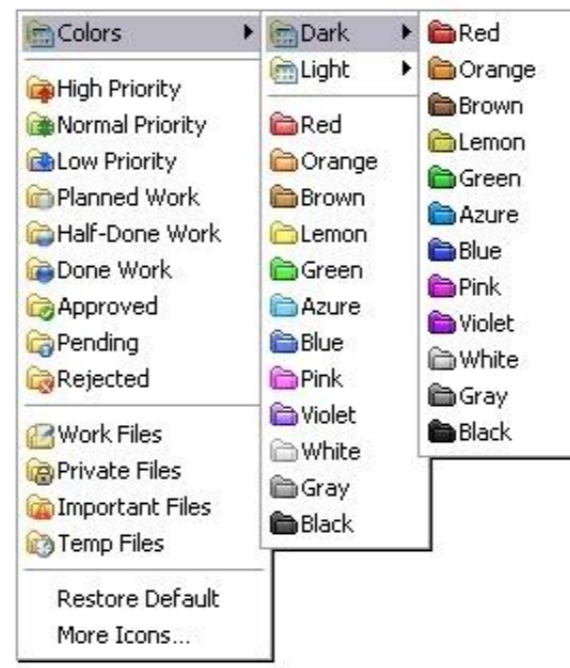 Colors
High Priority
Normal Priority
Low Priority
Planned Work
Half-Done Work
Done Work
Approved
Pending
Rejected
Work Files
Private Files
Important Files
Temp Files
Restore Default
More Icons...
Dark
Light
Red
Orange
Brown
Lemon
Green
Azure
Blue
Pink
Violet
White
Gray
Black
Red
Orange
Brown
Lemon
Green
Azure
Blue
Pink
Violet
White
Gray
Black